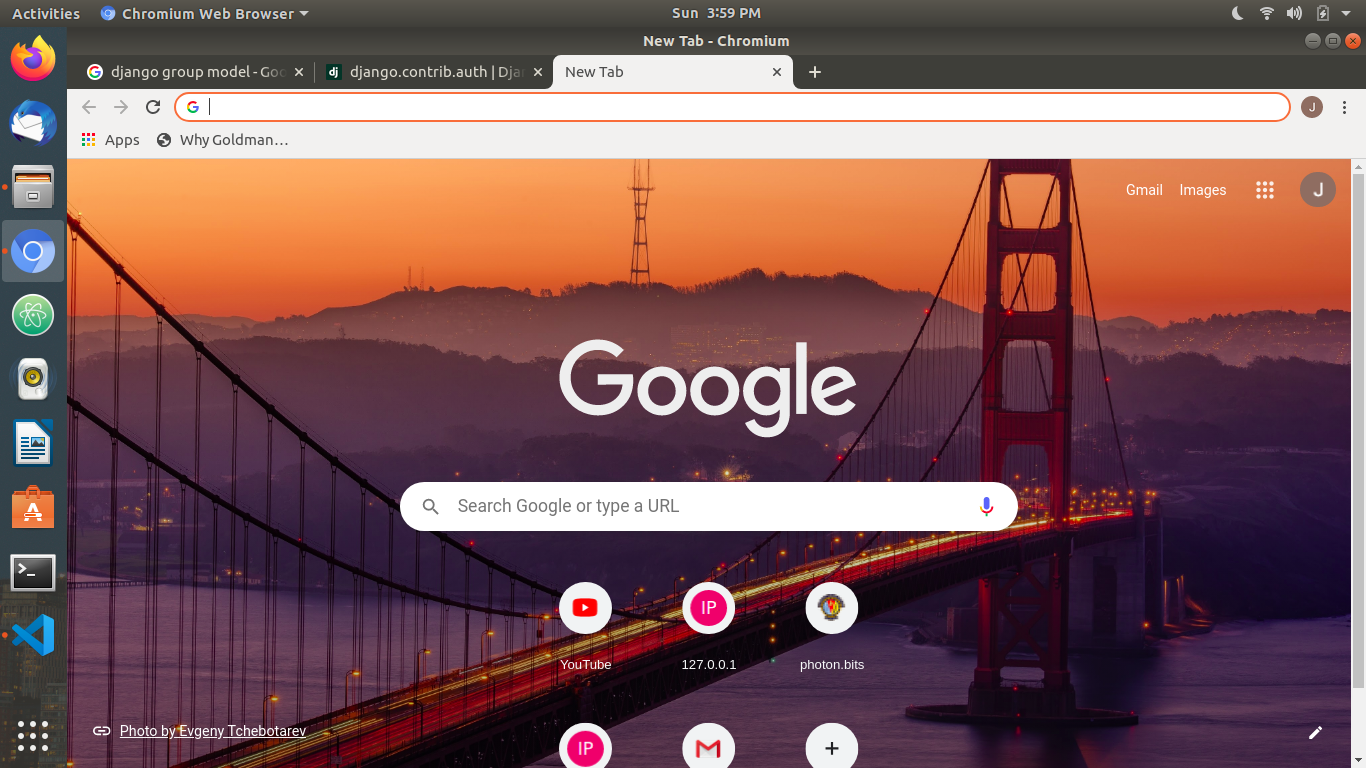 Activities
Chromium Web Browser
Sun 3:59 PM
New Tab - Chromium
django group model - Goo
django.contrib.auth | Djan
New Tab
J
Apps
Why Goldman…
Gmail
Images
J
Google
Search Google or type a URL
IP
YouTube
127.0.0.1
photon.bits
Photo by Evgeny Tchebotarev
IP